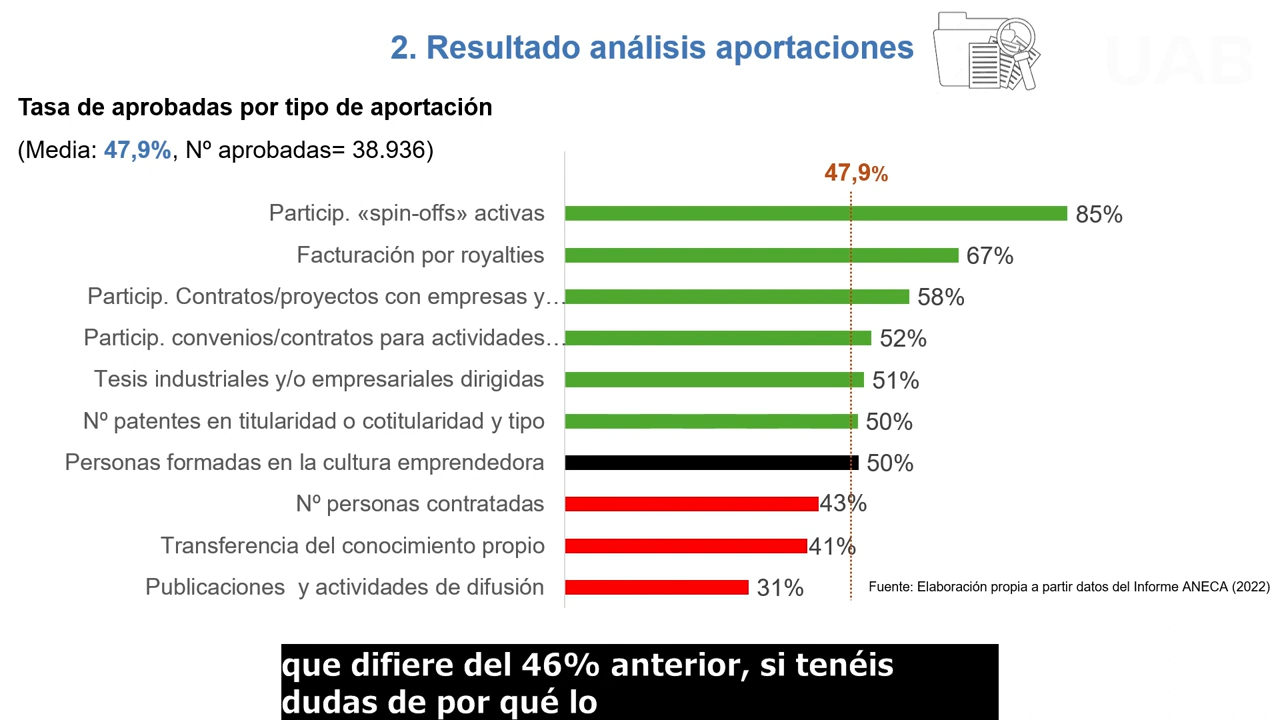 2. Resultado análisis aportaciones
UAB
Tasa de aprobadas por tipo de aportación
(Media: 47,9%, Nº aprobadas= 38.936)
47,9%
Particip. «spin-offs» activas 85%
Facturación por royalties 67%
Particip. Contratos/proyectos con empresas y… 58%
Particip. convenios/contratos para actividades… 52%
Tesis industriales y/o empresariales dirigidas 51%
Nº patentes en titularidad o cotitularidad y tipo 50%
Personas formadas en la cultura emprendedora 50%
Nº personas contratadas 43%
Transferencia del conocimiento propio 41%
Publicaciones y actividades de difusión 31%
Fuente: Elaboración propia a partir datos del Informe ANECA (2022)
que difiere del 46% anterior, si tenéis
dudas de por qué lo